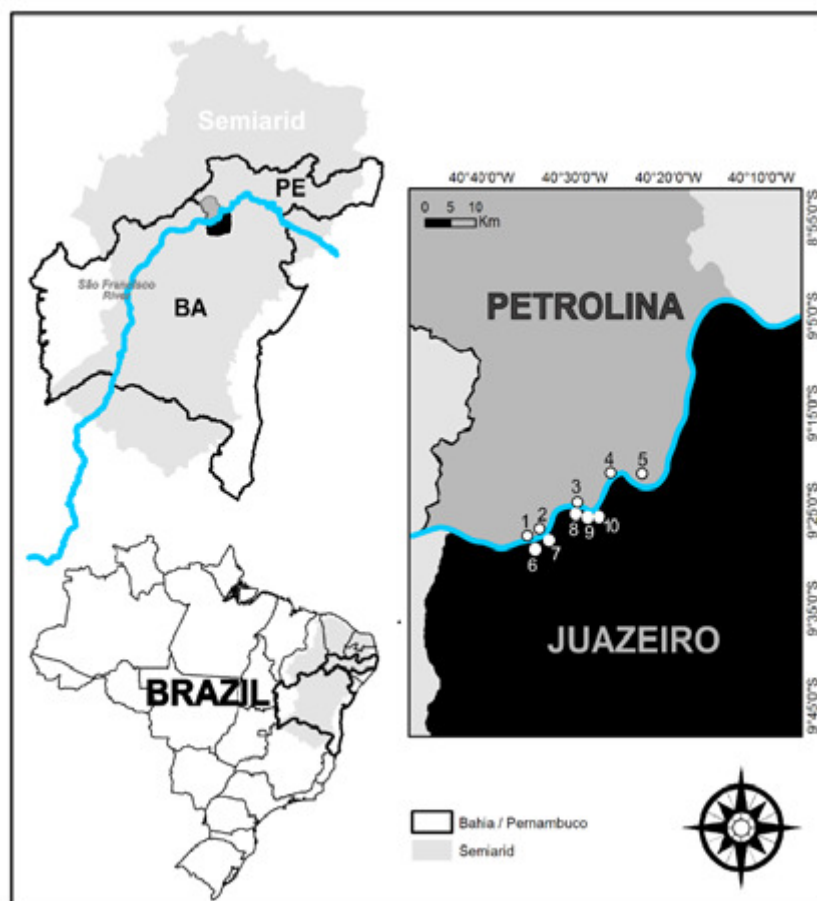 Semiarid
PE
São Francisco
River
BA
BRAZIL
40°40'0"W 40°30'0"W 40°20'0"W 40°10'0"W
0 5 10
Km
PETROLINA
8°55'0"S
9°5'0"S
9°15'0"S
9°25'0"S
9°35'0"S
9°45'0"S
4 5
3
1 2
8 9 10
6 7
JUAZEIRO
Bahia / Pernambuco
Semiarid